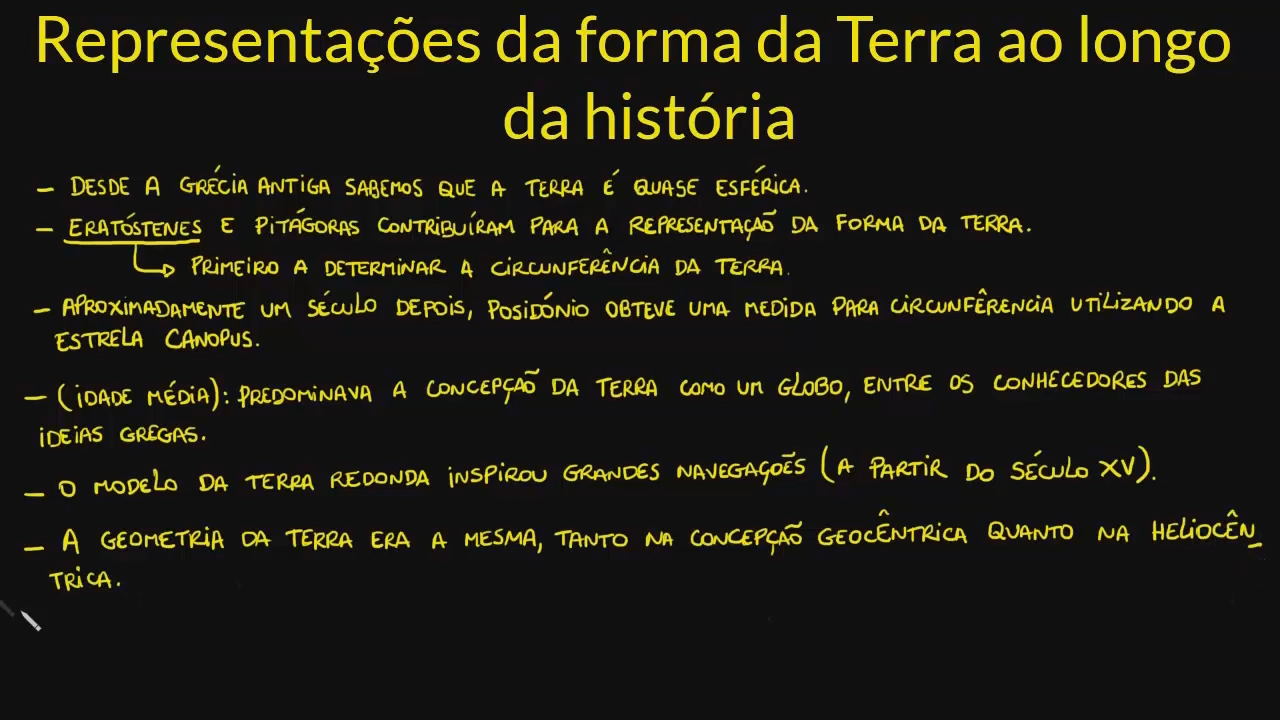 Representações da forma da Terra ao longo
da história
– DESDE A GRÉCIA ANTIGA SABEMOS QUE A TERRA É QUASE ESFÉRICA.
– ERATÓSTENES E PITÁGORAS CONTRIBUÍRAM PARA A REPRESENTAÇÃO DA FORMA DA TERRA.
PRIMEIRO A DETERMINAR A CIRCUNFERÊNCIA DA TERRA.
– APROXIMADAMENTE UM SÉCULO DEPOIS, POSIDÓNIO OBTEVE UMA MEDIDA PARA CIRCUNFÊRENCIA UTILIZANDO A
ESTRELA CANOPUS.
– (IDADE MÉDIA): PREDOMINAVA A CONCEPÇÃO DA TERRA COMO UM GLOBO, ENTRE OS CONHECEDORES DAS
IDEIAS GREGAS.
– O MODELO DA TERRA REDONDA INSPIROU GRANDES NAVEGAÇÕES (A PARTIR DO SÉCULO XV).
– A GEOMETRIA DA TERRA ERA A MESMA, TANTO NA CONCEPÇÃO GEOCÊNTRICA QUANTO NA HELIOCÊN_
TRICA.